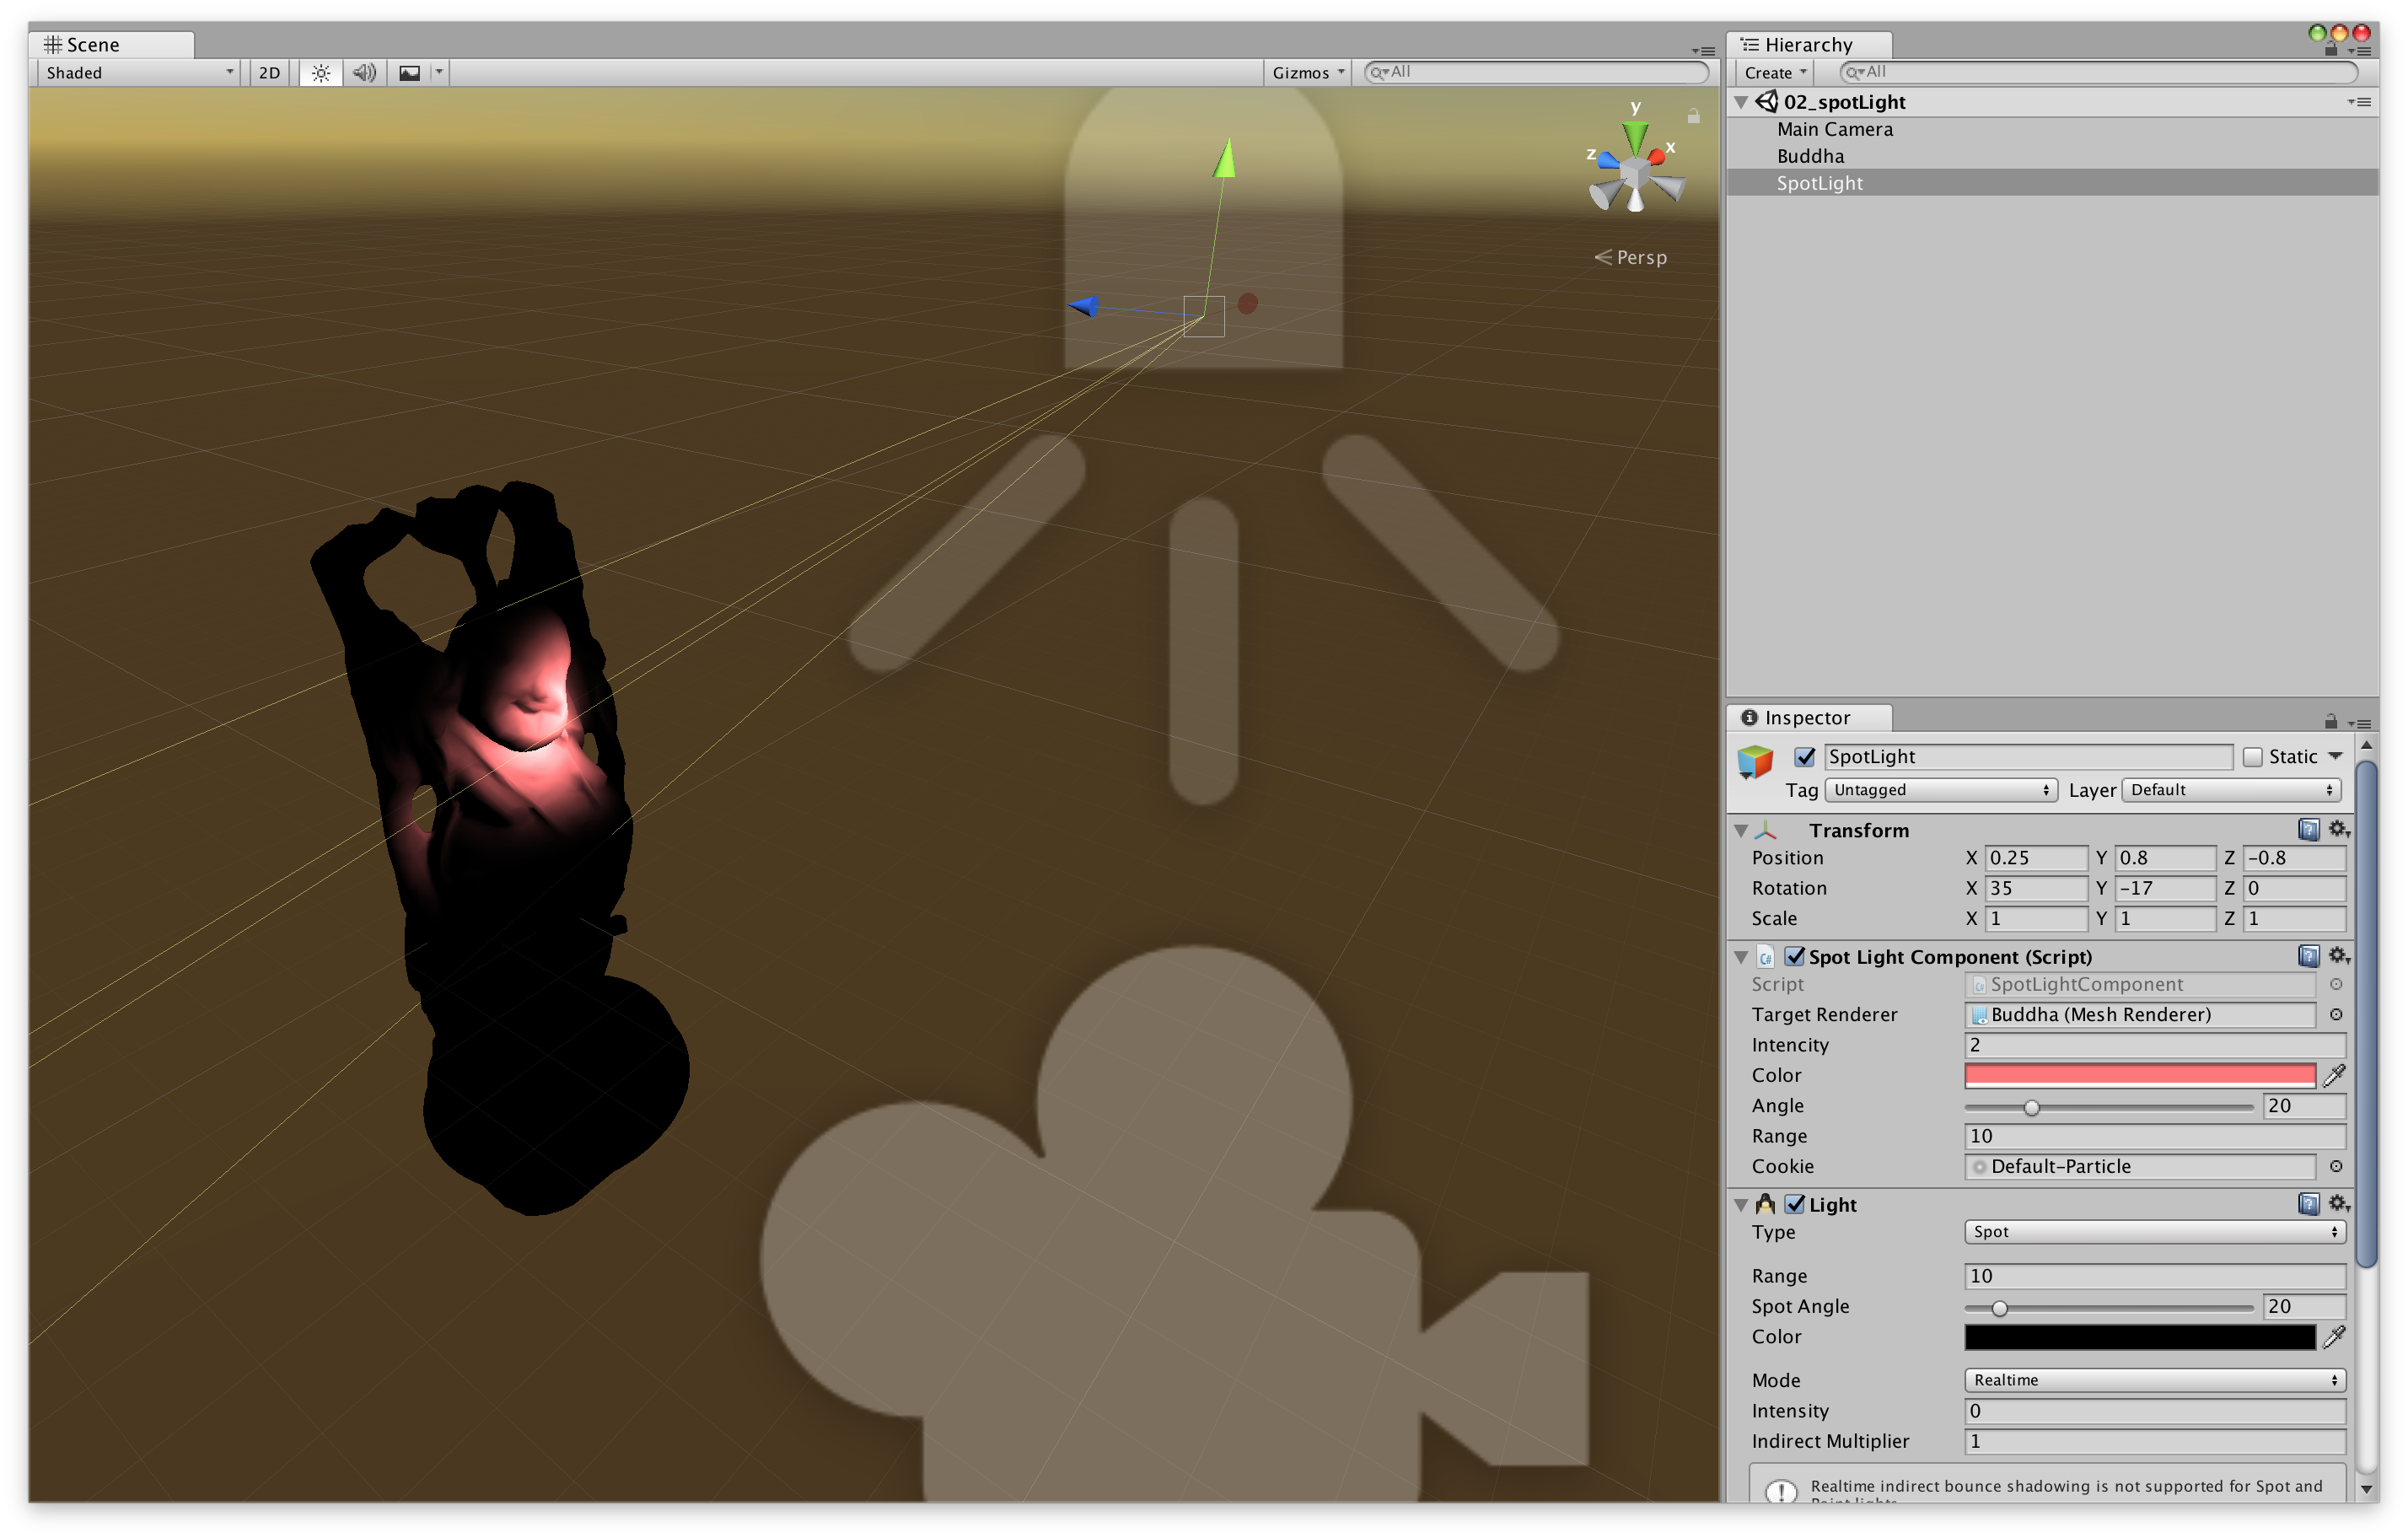 Scene
Shaded 2D Gizmos All
y
z x
Persp
Hierarchy
Create All
02_spotLight
Main Camera
Buddha
SpotLight
Inspector
SpotLight Static
Tag Untagged Layer Default
Transform
Position X 0.25 Y 0.8 Z -0.8
Rotation X 35 Y -17 Z 0
Scale X 1 Y 1 Z 1
C# Spot Light Component (Script)
Script SpotLightComponent
Target Renderer Buddha (Mesh Renderer)
Intencity 2
Color
Angle 20
Range 10
Cookie Default-Particle
Light
Type Spot
Range 10
Spot Angle 20
Color
Mode Realtime
Intensity 0
Indirect Multiplier 1
Realtime indirect bounce shadowing is not supported for Spot and